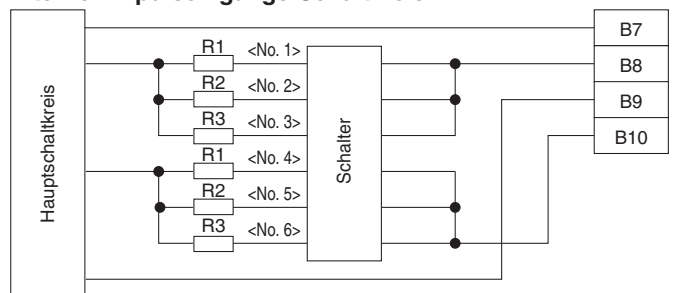 Hauptschaltkreis
R1 <No. 1>
R2 <No. 2>
R3 <No. 3>
R1 <No. 4>
R2 <No. 5>
R3 <No. 6>
Schalter
B7
B8
B9
B10